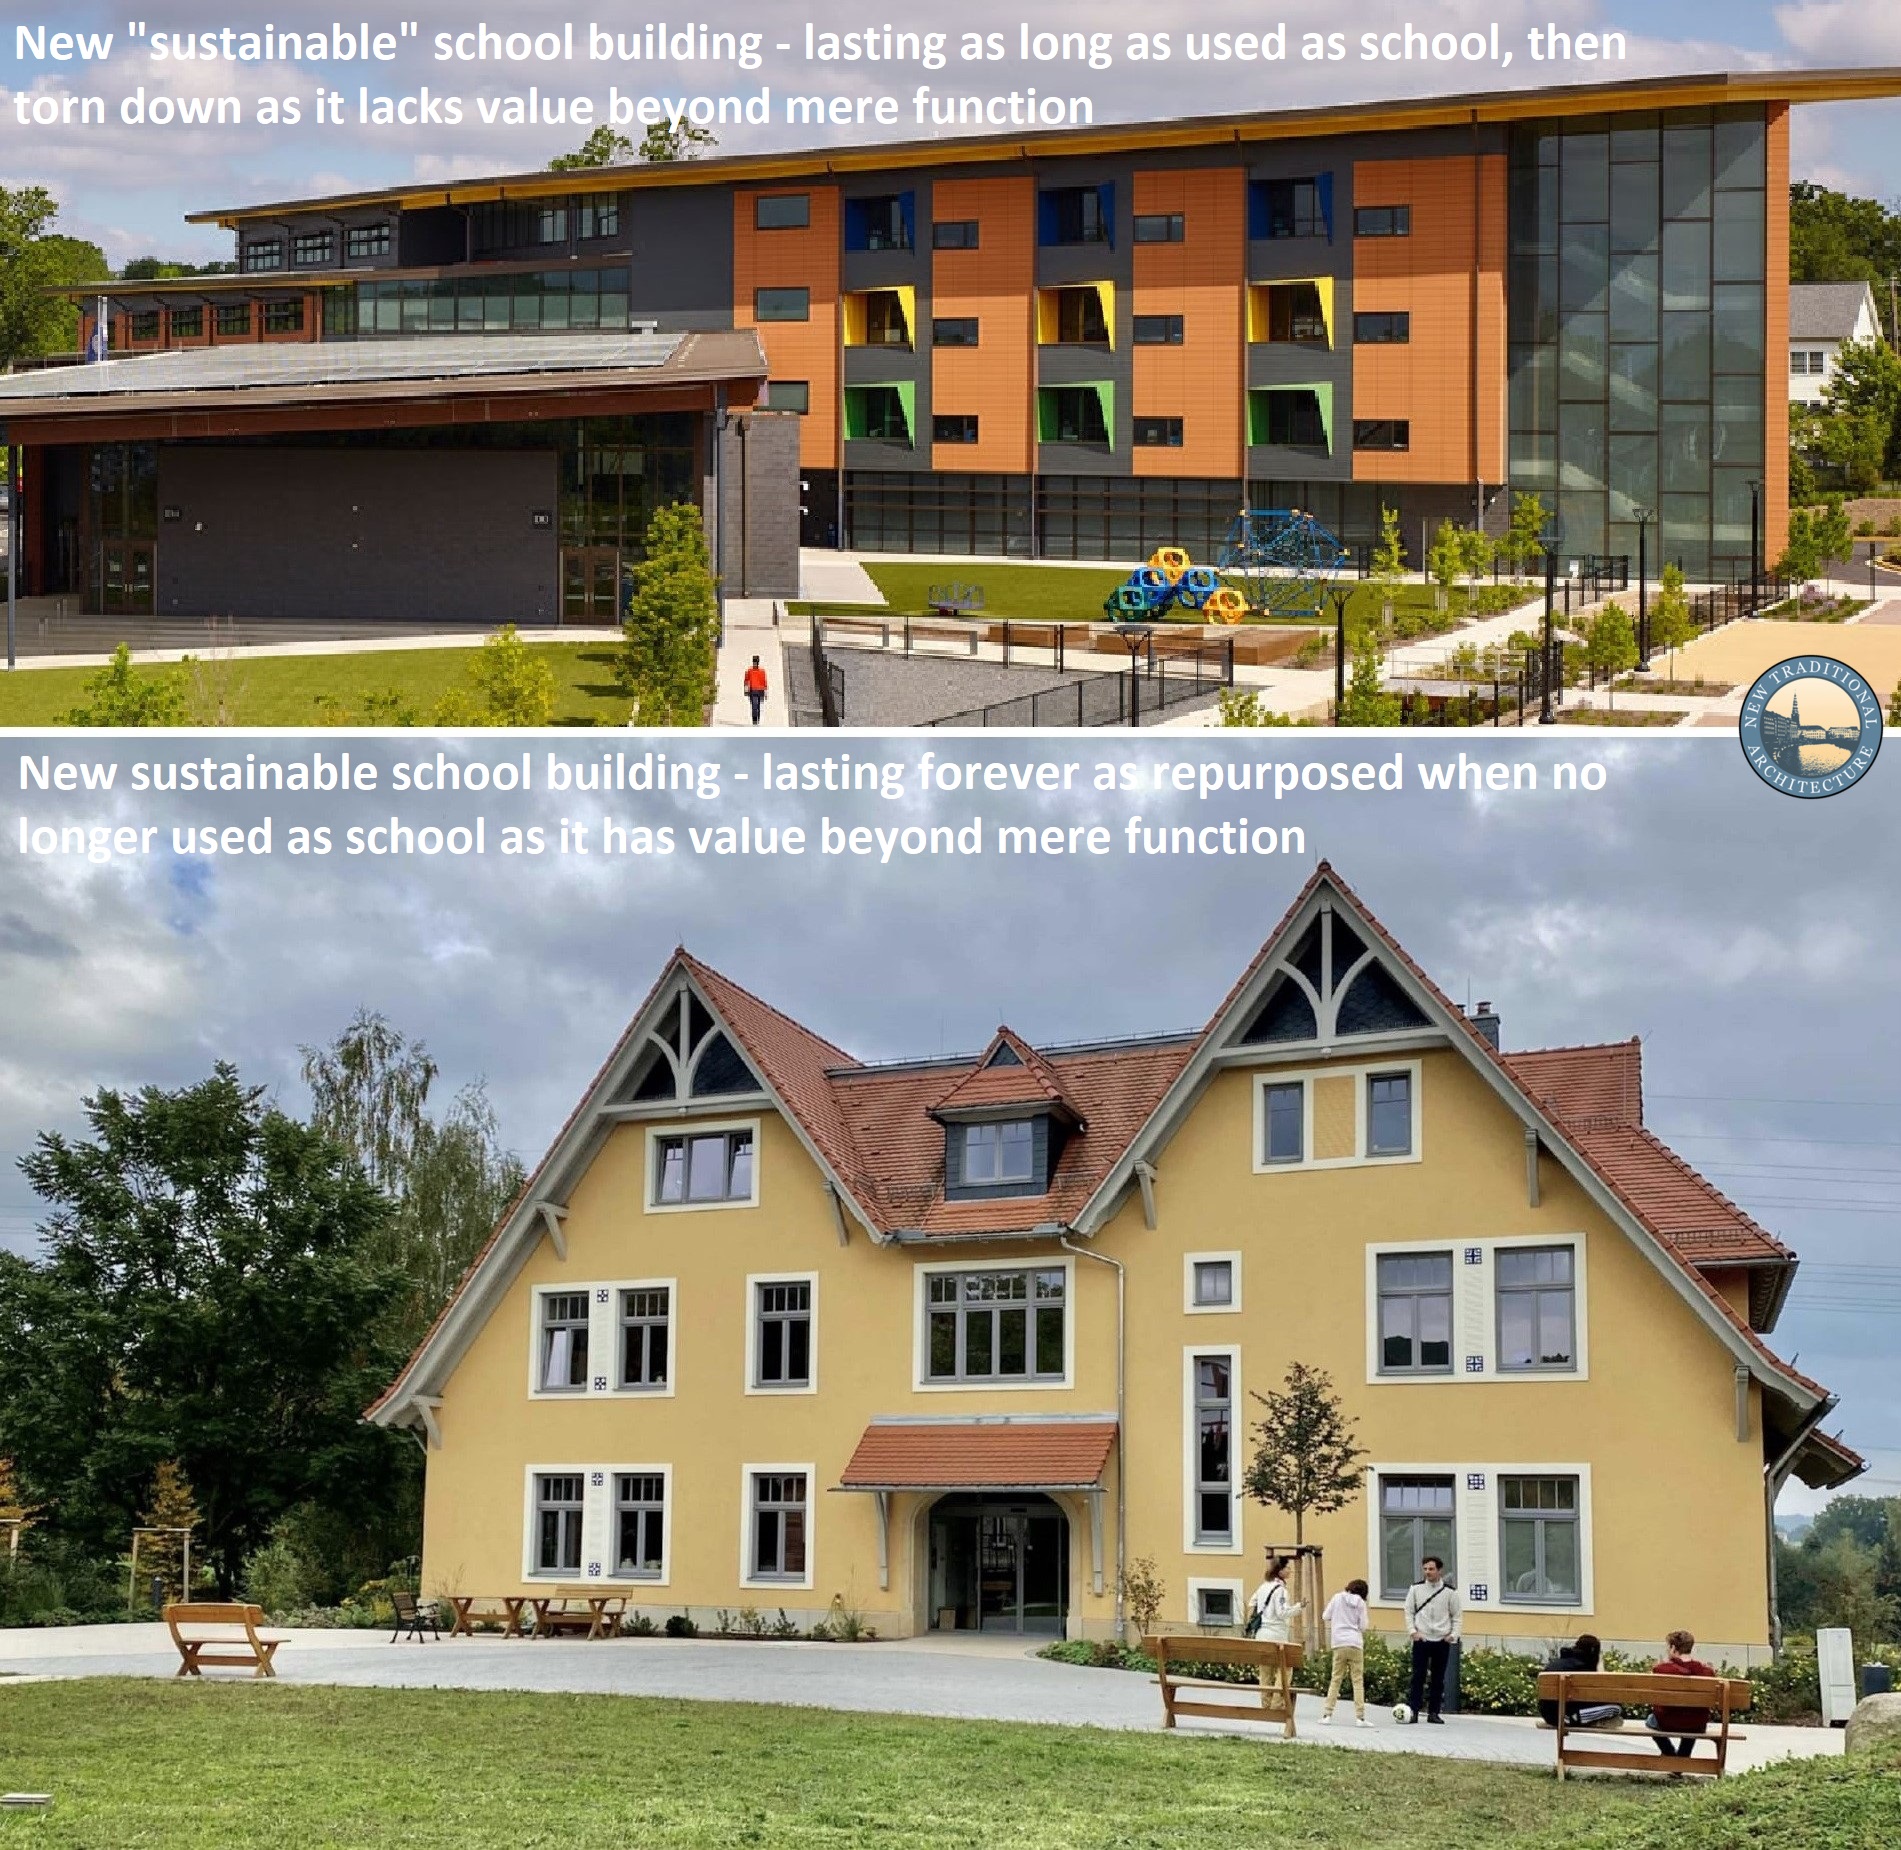 New "sustainable" school building - lasting as long as used as school, then
torn down as it lacks value beyond mere function
NEW TRADITIONAL
ARCHITECTURE
New sustainable school building - lasting forever as repurposed when no
longer used as school as it has value beyond mere function